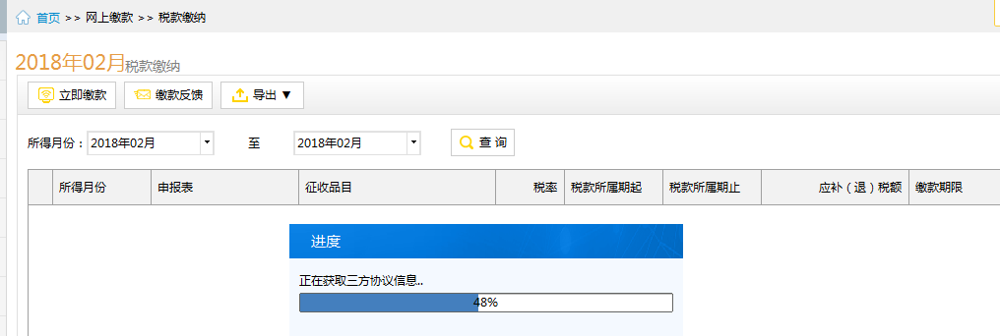 首页 >> 网上缴款 >> 税款缴纳
2018年02月税款缴纳
立即缴款 缴款反馈 导出 ▼
所得月份： 2018年02月 至 2018年02月 查 询
所得月份 申报表 征收品目 税率 税款所属期起 税款所属期止 应补（退）税额 缴款期限
进度
正在获取三方协议信息..
48%